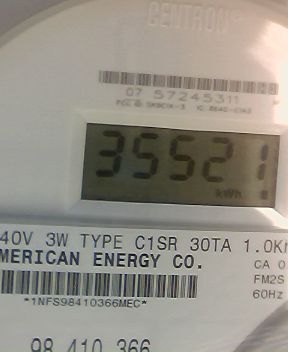 CENTRON®
07 57245311
35521
kWh
40V 3W TYPE C1SR 30TA 1.0K
MERICAN ENERGY CO.
CA 0
FM2S
60Hz
*1NFS98410366MEC*
98 410 366